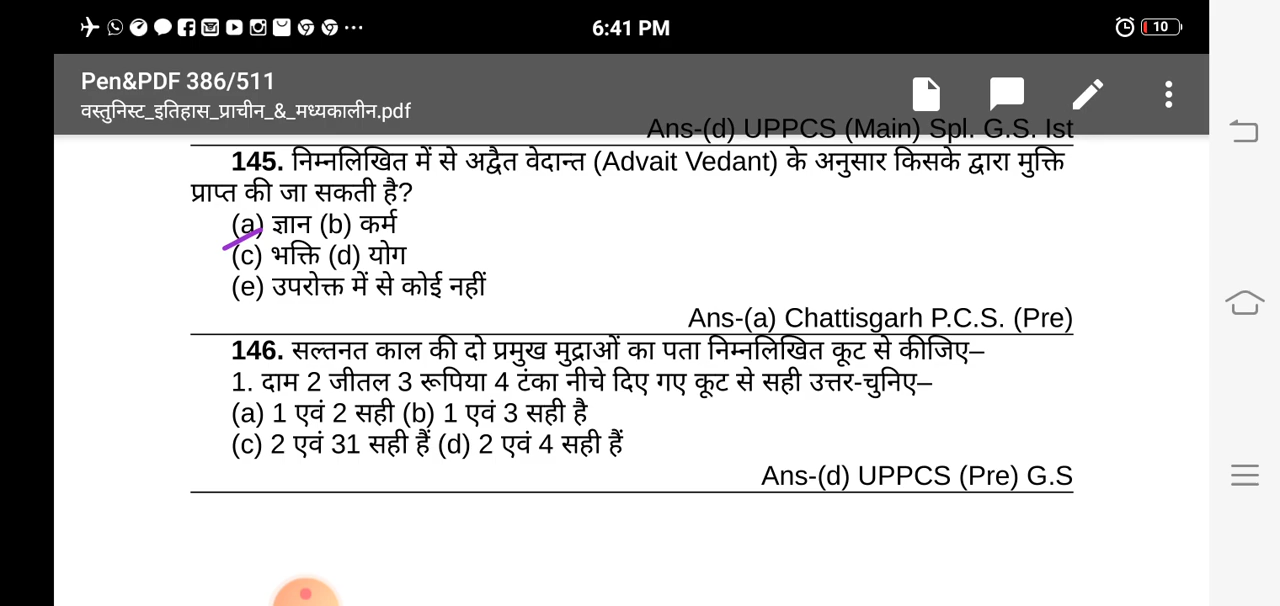 6:41 PM
10
Pen&PDF 386/511
वस्तुनिस्ट_इतिहास_प्राचीन_&_मध्यकालीन.pdf
Ans-(d) UPPCS (Main) Spl. G.S. Ist
145. निम्नलिखित में से अद्वैत वेदान्त (Advait Vedant) के अनुसार किसके द्वारा मुक्ति
प्राप्त की जा सकती है?
(a) ज्ञान (b) कर्म
(c) भक्ति (d) योग
(e) उपरोक्त में से कोई नहीं
Ans-(a) Chattisgarh P.C.S. (Pre)
146. सल्तनत काल की दो प्रमुख मुद्राओं का पता निम्नलिखित कूट से कीजिए–
1. दाम 2 जीतल 3 रूपिया 4 टंका नीचे दिए गए कूट से सही उत्तर-चुनिए–
(a) 1 एवं 2 सही (b) 1 एवं 3 सही है
(c) 2 एवं 31 सही हैं (d) 2 एवं 4 सही हैं
Ans-(d) UPPCS (Pre) G.S